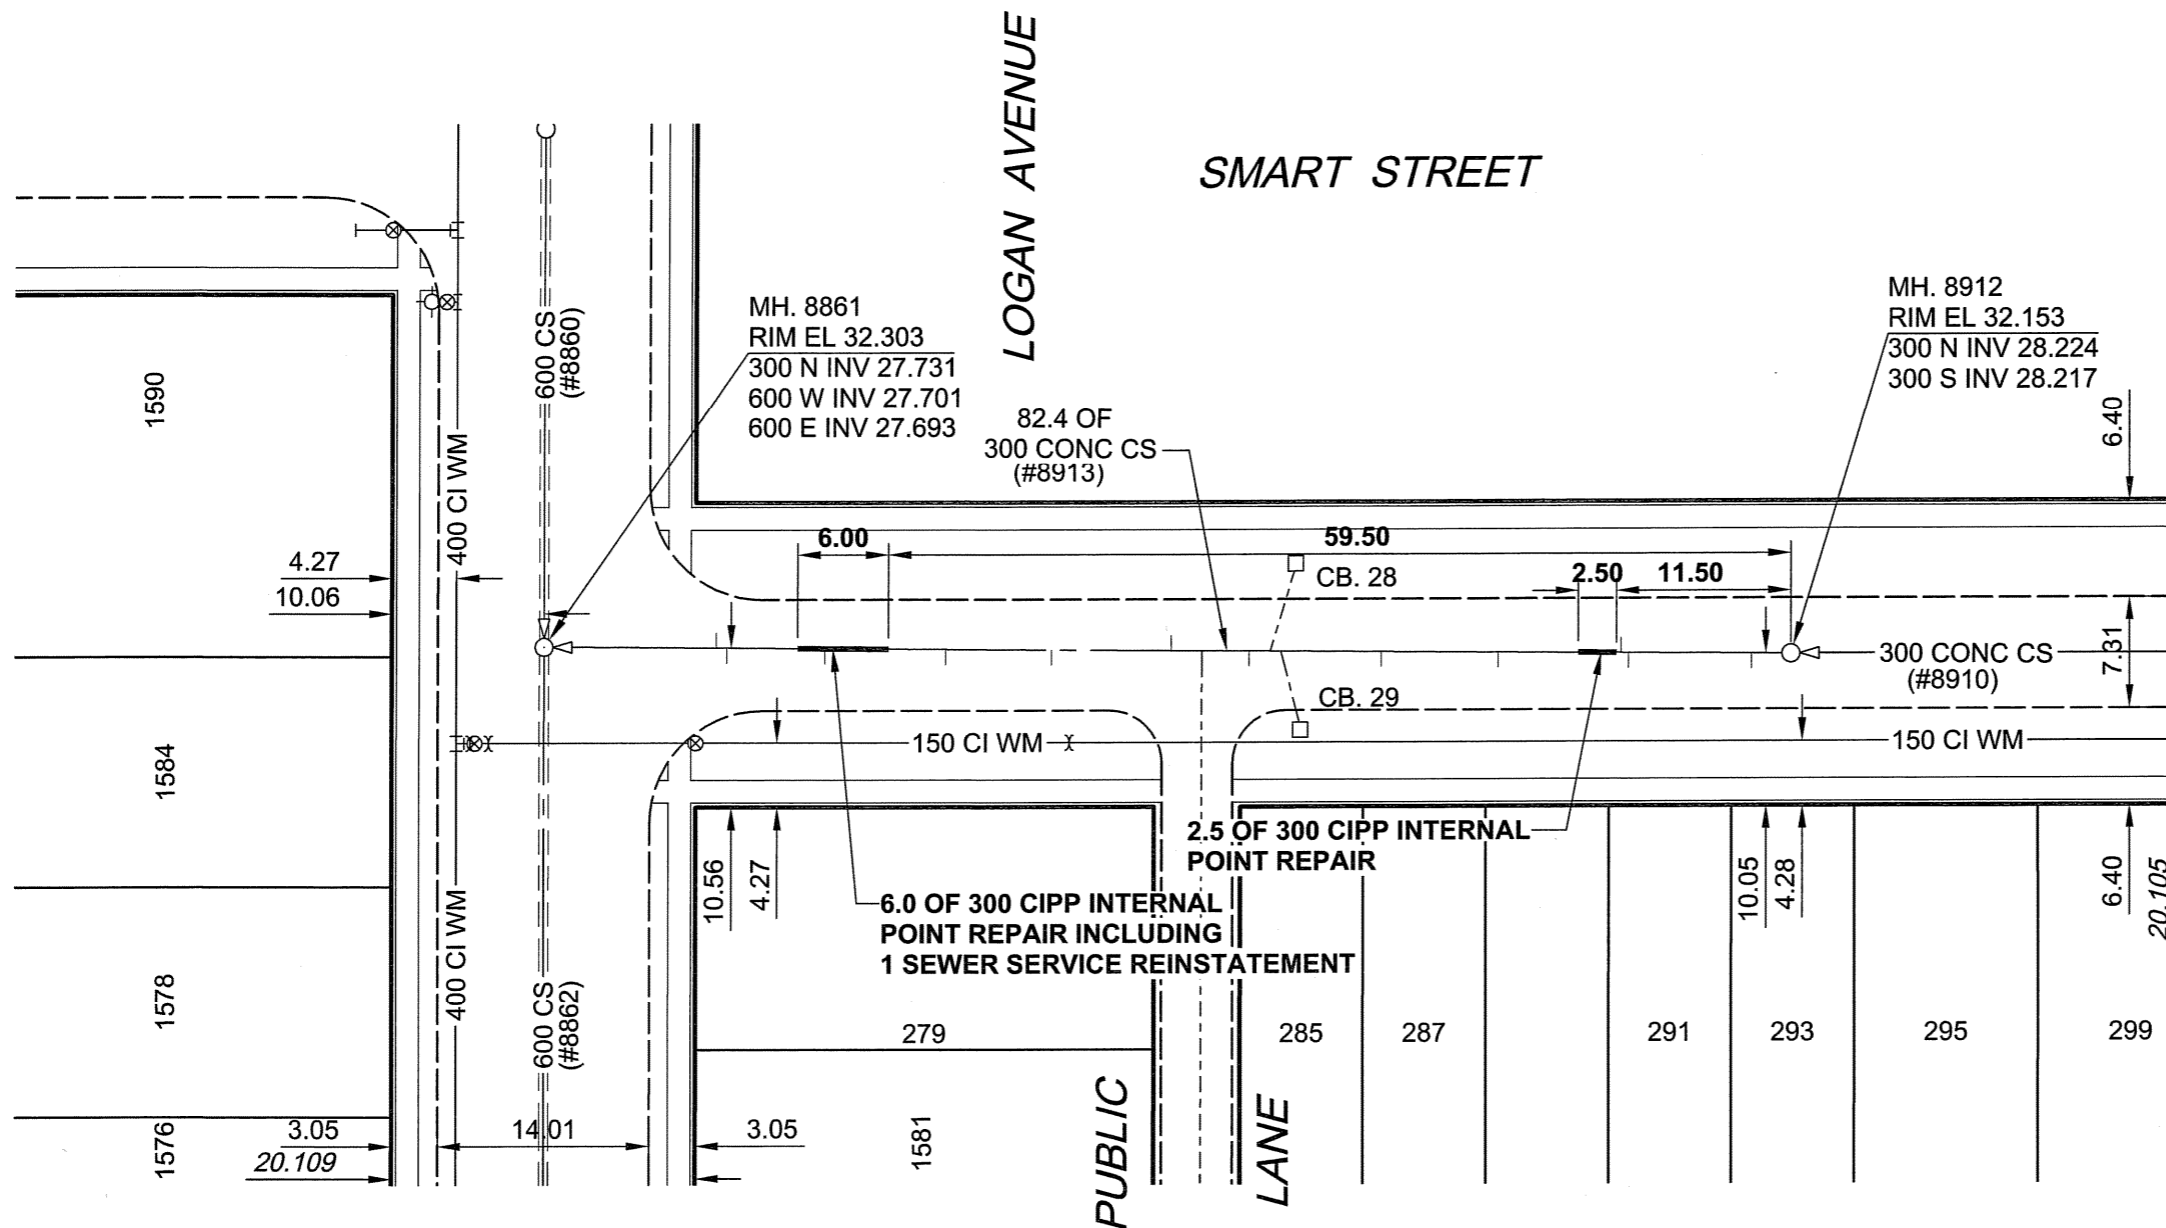 LOGAN AVENUE
SMART STREET
MH. 8861
RIM EL 32.303
300 N INV 27.731
600 W INV 27.701
600 E INV 27.693
MH. 8912
RIM EL 32.153
300 N INV 28.224
300 S INV 28.217
600 CS
(#8860)
82.4 OF
300 CONC CS
(#8913)
1590
400 CI WM
6.40
6.00
59.50
4.27
10.06
CB. 28
2.50
11.50
7.31
300 CONC CS
(#8910)
CB. 29
150 CI WM
150 CI WM
1584
2.5 OF 300 CIPP INTERNAL
POINT REPAIR
10.56
4.27
6.0 OF 300 CIPP INTERNAL
POINT REPAIR INCLUDING
1 SEWER SERVICE REINSTATEMENT
10.05
4.28
6.40
20.105
400 CI WM
600 CS
(#8862)
1578
279
285
287
291
293
295
299
1576
3.05
20.109
14.01
3.05
1581
PUBLIC
LANE